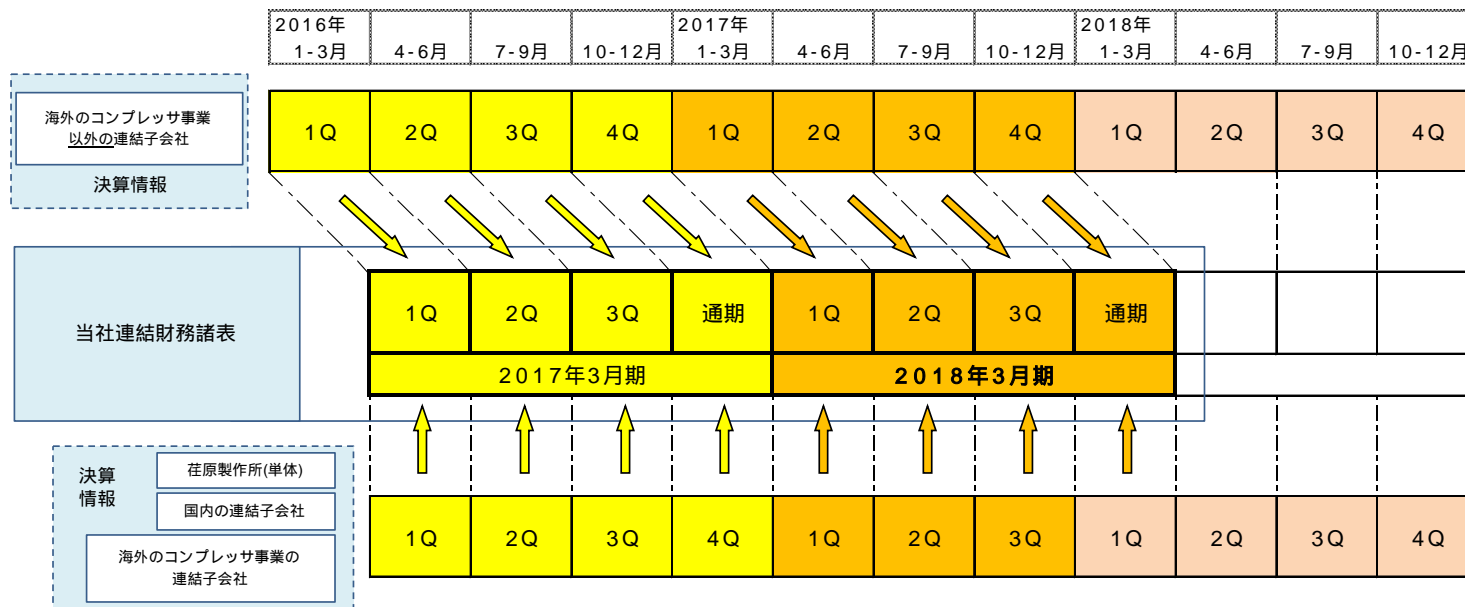 2016年
1-3月 4-6月 7-9月 10-12月 2017年
1-3月 4-6月 7-9月 10-12月 2018年
1-3月 4-6月 7-9月 10-12月
海外のコンプレッサ事業
以外の連結子会社
決算情報
1Q 2Q 3Q 4Q 1Q 2Q 3Q 4Q 1Q 2Q 3Q 4Q
当社連結財務諸表
1Q 2Q 3Q 通期 1Q 2Q 3Q 通期
2017年3月期 2018年3月期
決算
情報
荏原製作所(単体)
国内の連結子会社
海外のコンプレッサ事業の
連結子会社
1Q 2Q 3Q 4Q 1Q 2Q 3Q 1Q 2Q 3Q 4Q